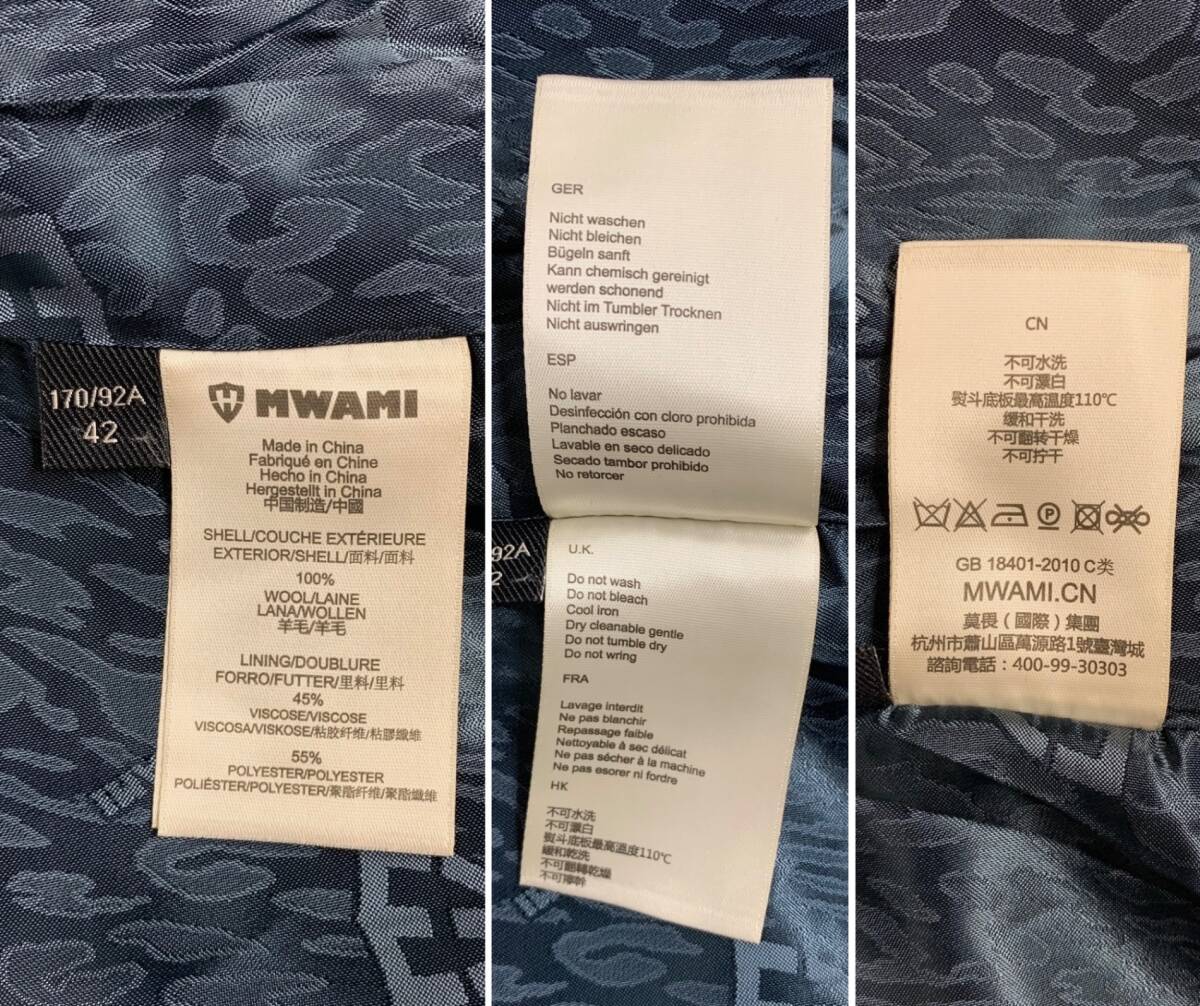 170/92A
42
MWAMI
Made in China
Fabriqué en Chine
Hecho in China
Hergestellt in China
中国制造/中國
SHELL/COUCHE EXTÉRIEURE
EXTERIOR/SHELL/面料/面料
100%
WOOL/LAINE
LANA/WOLLEN
羊毛/羊毛
LINING/DOUBLURE
FORRO/FUTTER/里料/里料
45%
VISCOSE/VISCOSE
VISCOSA/VISKOSE/粘胶纤维/粘膠纖维
55%
POLYESTER/POLYESTER
POLIÉSTER/POLYESTER/聚酯纤维/聚酯纖維
GER
Nicht waschen
Nicht bleichen
Bügeln sanft
Kann chemisch gereinigt
werden schonend
Nicht im Tumbler Trocknen
Nicht auswringen
ESP
No lavar
Desinfección con cloro prohibida
Planchado escaso
Lavable en seco delicado
Secado tambor prohibido
No retorcer
92A
2
U.K.
Do not wash
Do not bleach
Cool iron
Dry cleanable gentle
Do not tumble dry
Do not wring
FRA
Lavage interdit
Ne pas blanchir
Repassage faible
Nettoyable à sec délicat
Ne pas sécher à la machine
Ne pas esorer ni fordre
HK
不可水洗
不可漂白
熨斗底板最高溫度110℃
緩和乾洗
不可翻轉乾燥
不可擰幹
CN
不可水洗
不可漂白
熨斗底板最高温度110℃
缓和干洗
不可翻转干燥
不可拧干
P
GB 18401-2010 C类
MWAMI.CN
莫畏（國際）集團
杭州市蕭山區萬源路1號臺灣城
諮詢電話：400-99-30303